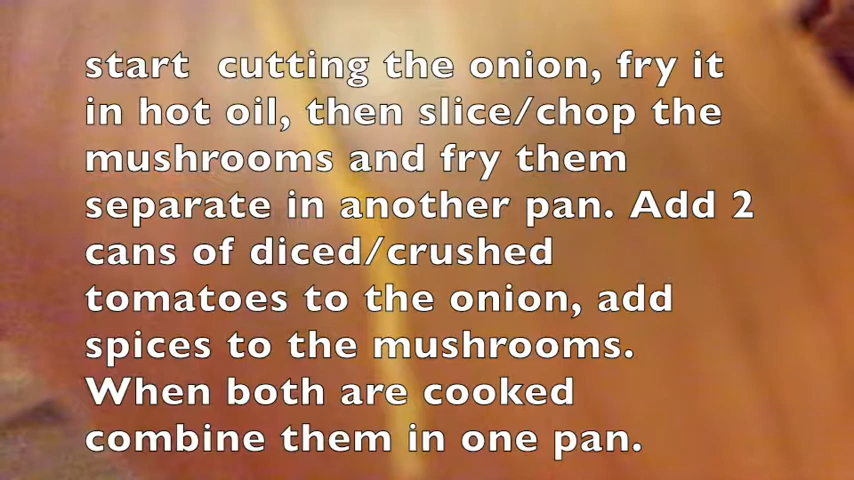 start  cutting the onion, fry it
in hot oil, then slice/chop the
mushrooms and fry them
separate in another pan. Add 2
cans of diced/crushed
tomatoes to the onion, add
spices to the mushrooms.
When both are cooked
combine them in one pan.